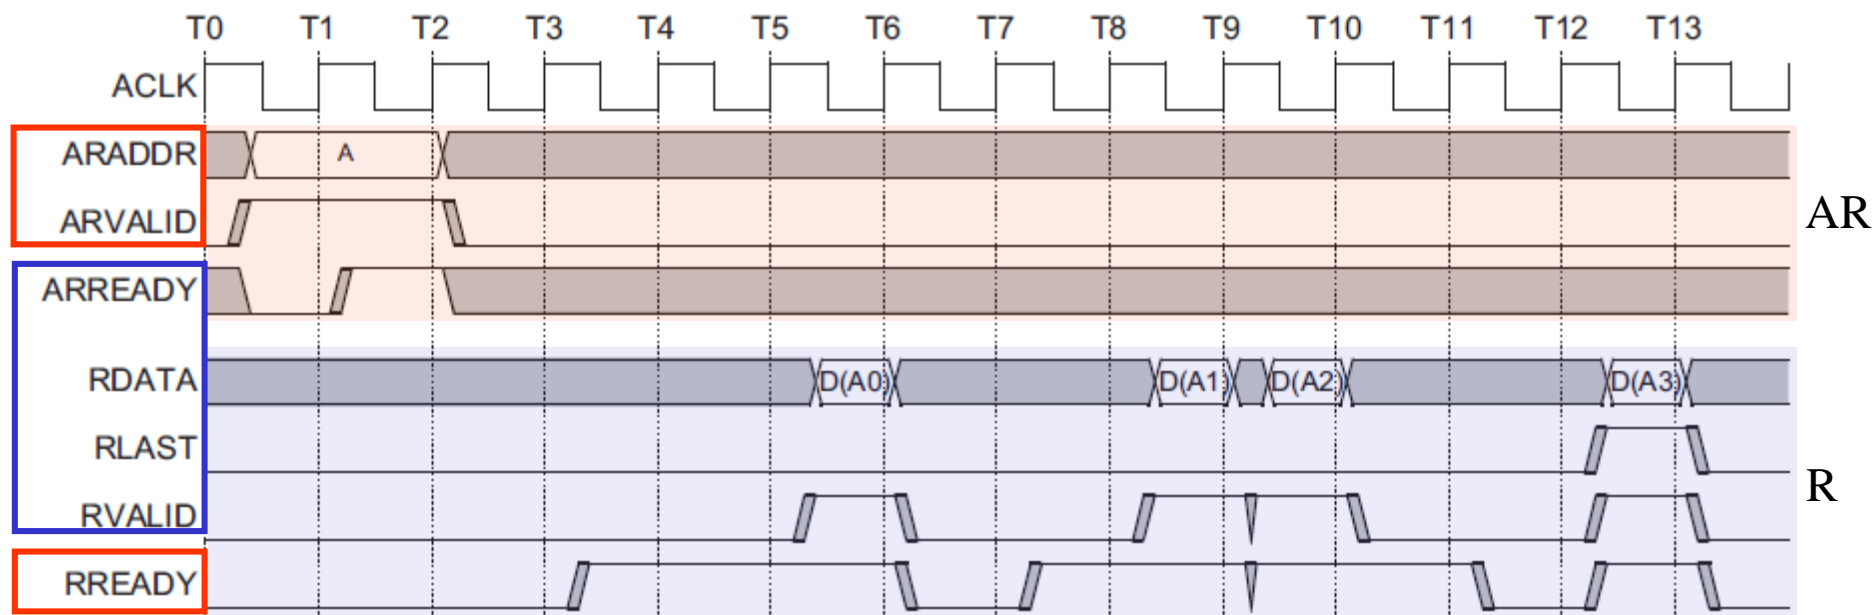 T0 T1 T2 T3 T4 T5 T6 T7 T8 T9 T10 T11 T12 T13
ACLK
ARADDR A
ARVALID AR
ARREADY
RDATA D(A0) D(A1) D(A2) D(A3)
RLAST
RVALID R
RREADY